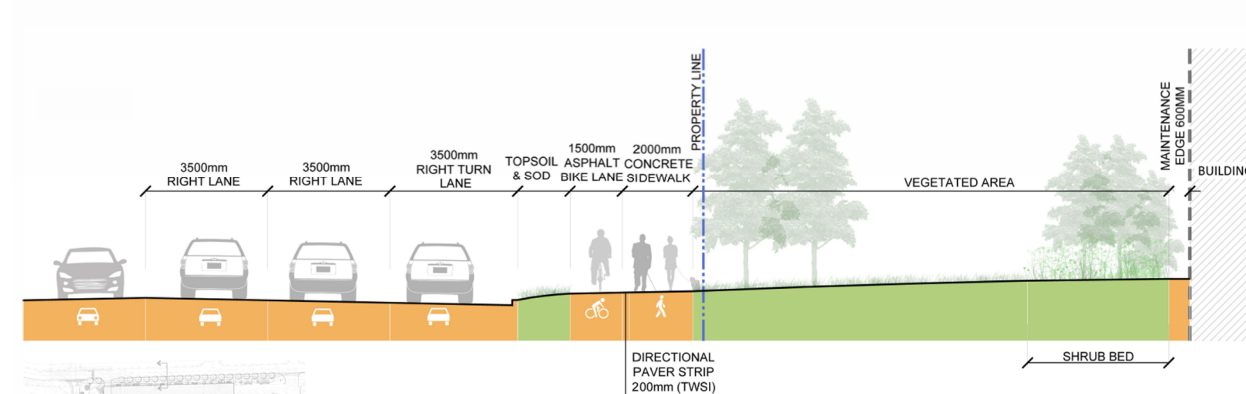 3500mm
RIGHT LANE
3500mm
RIGHT LANE
3500mm
RIGHT TURN
LANE
TOPSOIL
& SOD
1500mm
ASPHALT
BIKE LANE
2000mm
CONCRETE
SIDEWALK
PROPERTY LINE
VEGETATED AREA
MAINTENANCE
EDGE 600MM
BUILDING
DIRECTIONAL
PAVER STRIP
200mm (TWSI)
SHRUB BED